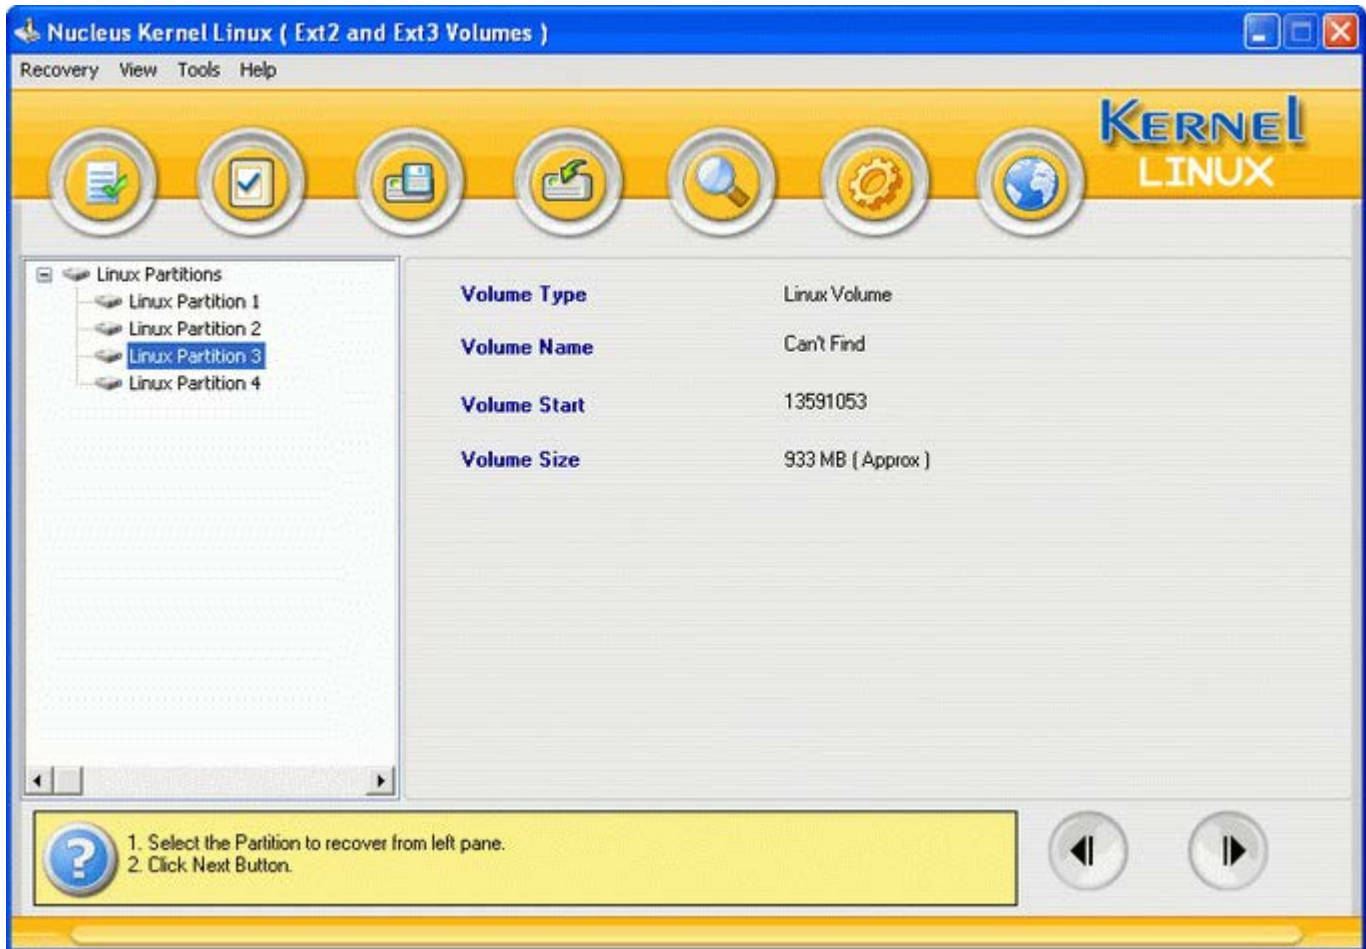 Nucleus Kernel Linux ( Ext2 and Ext3 Volumes )
Recovery View Tools Help
KERNEL
LINUX
Linux Partitions
Linux Partition 1
Linux Partition 2
Linux Partition 3
Linux Partition 4
Volume Type Linux Volume
Volume Name Can't Find
Volume Start 13591053
Volume Size 933 MB ( Approx )
1. Select the Partition to recover from left pane.
2. Click Next Button.